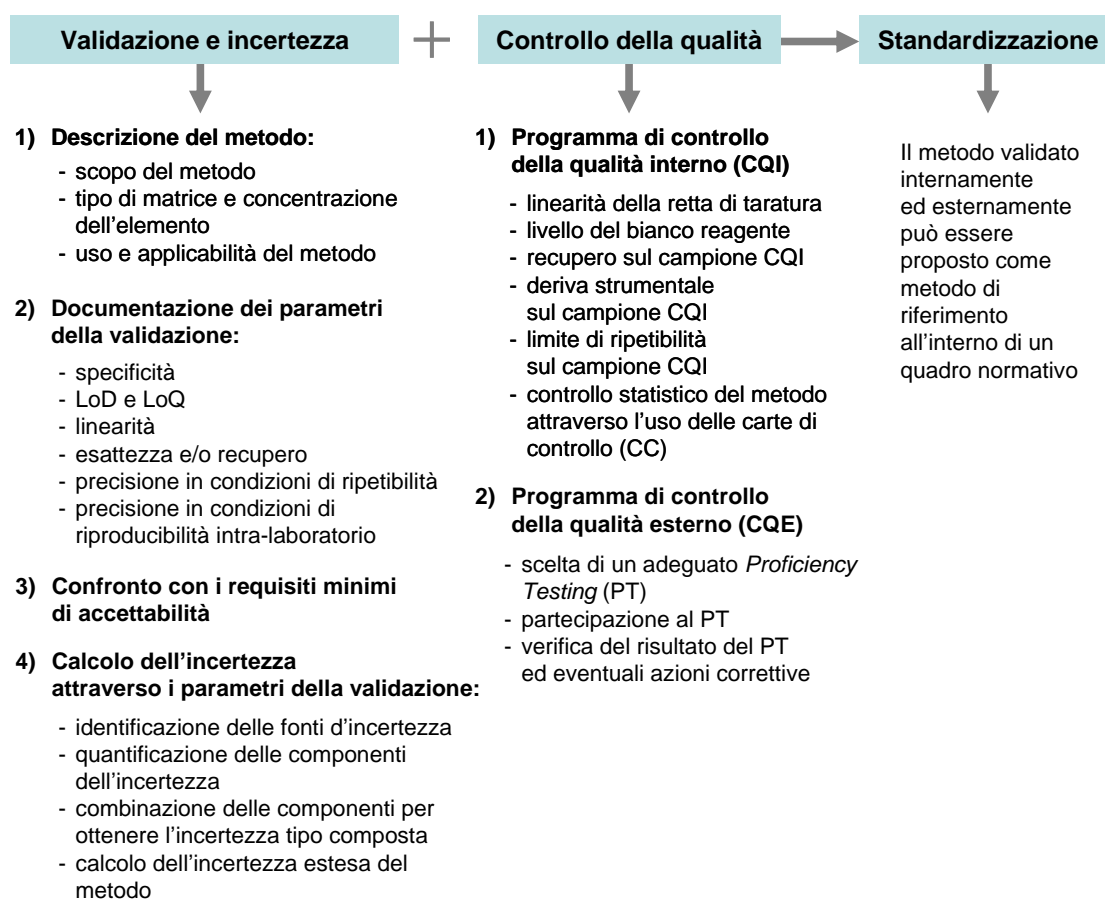 Validazione e incertezza
Controllo della qualità
Standardizzazione
1) Descrizione del metodo:
- scopo del metodo
- tipo di matrice e concentrazione
dell'elemento
- uso e applicabilità del metodo
2) Documentazione dei parametri
della validazione:
- specificità
- LoD e LoQ
- linearità
- esattezza e/o recupero
- precisione in condizioni di ripetibilità
- precisione in condizioni di
riproducibilità intra-laboratorio
3) Confronto con i requisiti minimi
di accettabilità
4) Calcolo dell'incertezza
attraverso i parametri della validazione:
- identificazione delle fonti d'incertezza
- quantificazione delle componenti
dell'incertezza
- combinazione delle componenti per
ottenere l'incertezza tipo composta
- calcolo dell'incertezza estesa del
metodo
1) Programma di controllo
della qualità interno (CQI)
- linearità della retta di taratura
- livello del bianco reagente
- recupero sul campione CQI
- deriva strumentale
sul campione CQI
- limite di ripetibilità
sul campione CQI
- controllo statistico del metodo
attraverso l'uso delle carte di
controllo (CC)
2) Programma di controllo
della qualità esterno (CQE)
- scelta di un adeguato Proficiency
Testing (PT)
- partecipazione al PT
- verifica del risultato del PT
ed eventuali azioni correttive
Il metodo validato
internamente
ed esternamente
può essere
proposto come
metodo di
riferimento
all'interno di un
quadro normativo